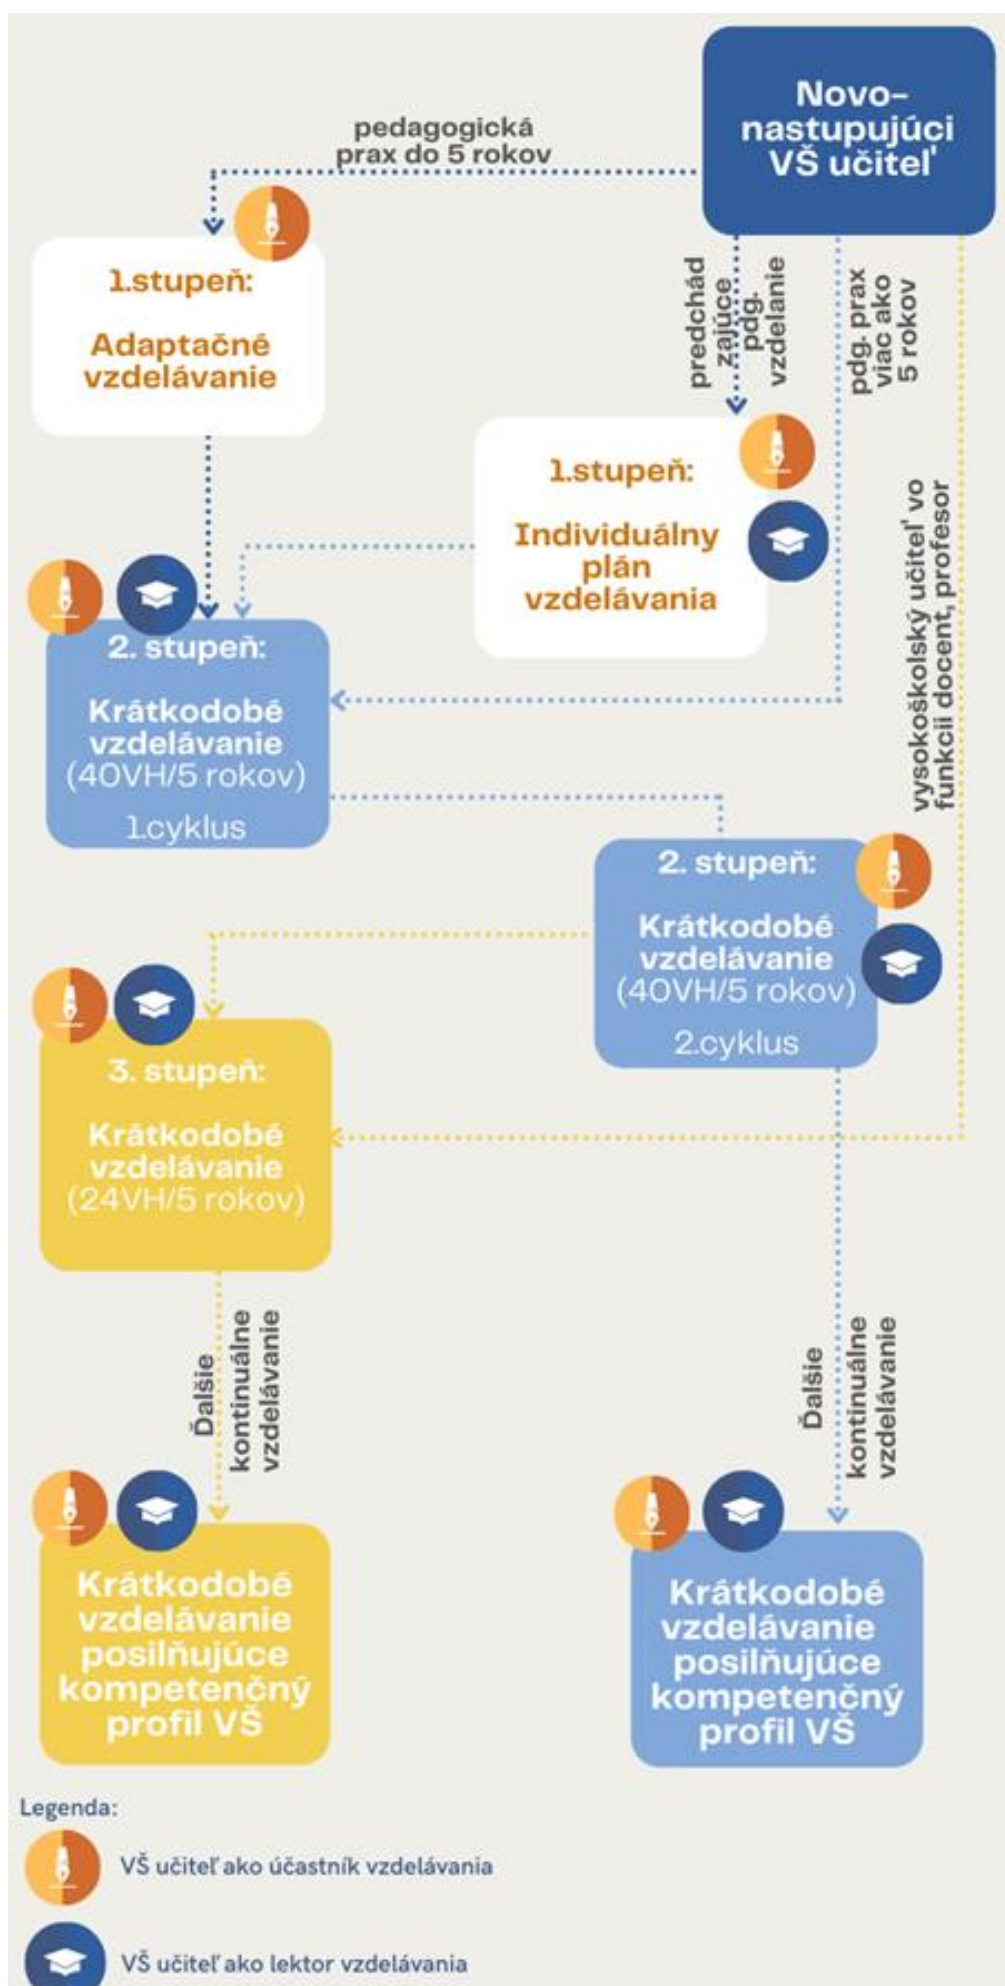 Novo-
nastupujúci
VŠ učiteľ
pedagogická
prax do 5 rokov
1.stupeň:
Adaptačné
vzdelávanie
predchád
zajúce
pdg.
vzdelanie
pdg. prax
viac ako
5 rokov
vysokoškolský učiteľ vo
funkcii docent, profesor
1.stupeň:
Individuálny
plán
vzdelávania
2. stupeň:
Krátkodobé
vzdelávanie
(40VH/5 rokov)
1.cyklus
2. stupeň:
Krátkodobé
vzdelávanie
(40VH/5 rokov)
2.cyklus
3. stupeň:
Krátkodobé
vzdelávanie
(24VH/5 rokov)
Ďalšie
kontinuálne
vzdelávanie
Ďalšie
kontinuálne
vzdelávanie
Krátkodobé
vzdelávanie
posilňujúce
kompetenčný
profil VŠ
Krátkodobé
vzdelávanie
posilňujúce
kompetenčný
profil VŠ
Legenda:
VŠ učiteľ ako účastník vzdelávania
VŠ učiteľ ako lektor vzdelávania